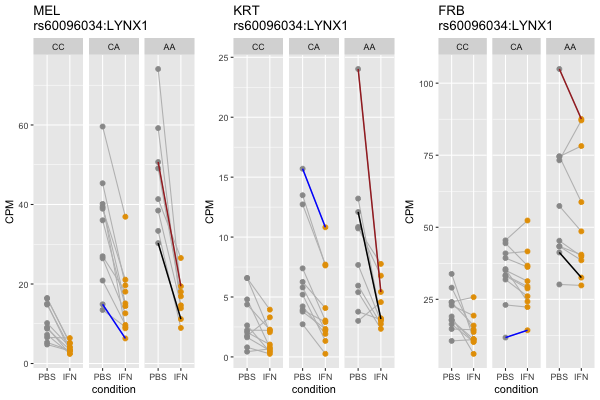 MEL
rs60096034:LYNX1
CC
CA
AA
CPM
60
40
20
0
PBS IFN
PBS IFN
PBS IFN
condition
KRT
rs60096034:LYNX1
CC
CA
AA
CPM
25
20
15
10
5
0
PBS IFN
PBS IFN
PBS IFN
condition
FRB
rs60096034:LYNX1
CC
CA
AA
CPM
100
75
50
25
PBS IFN
PBS IFN
PBS IFN
condition